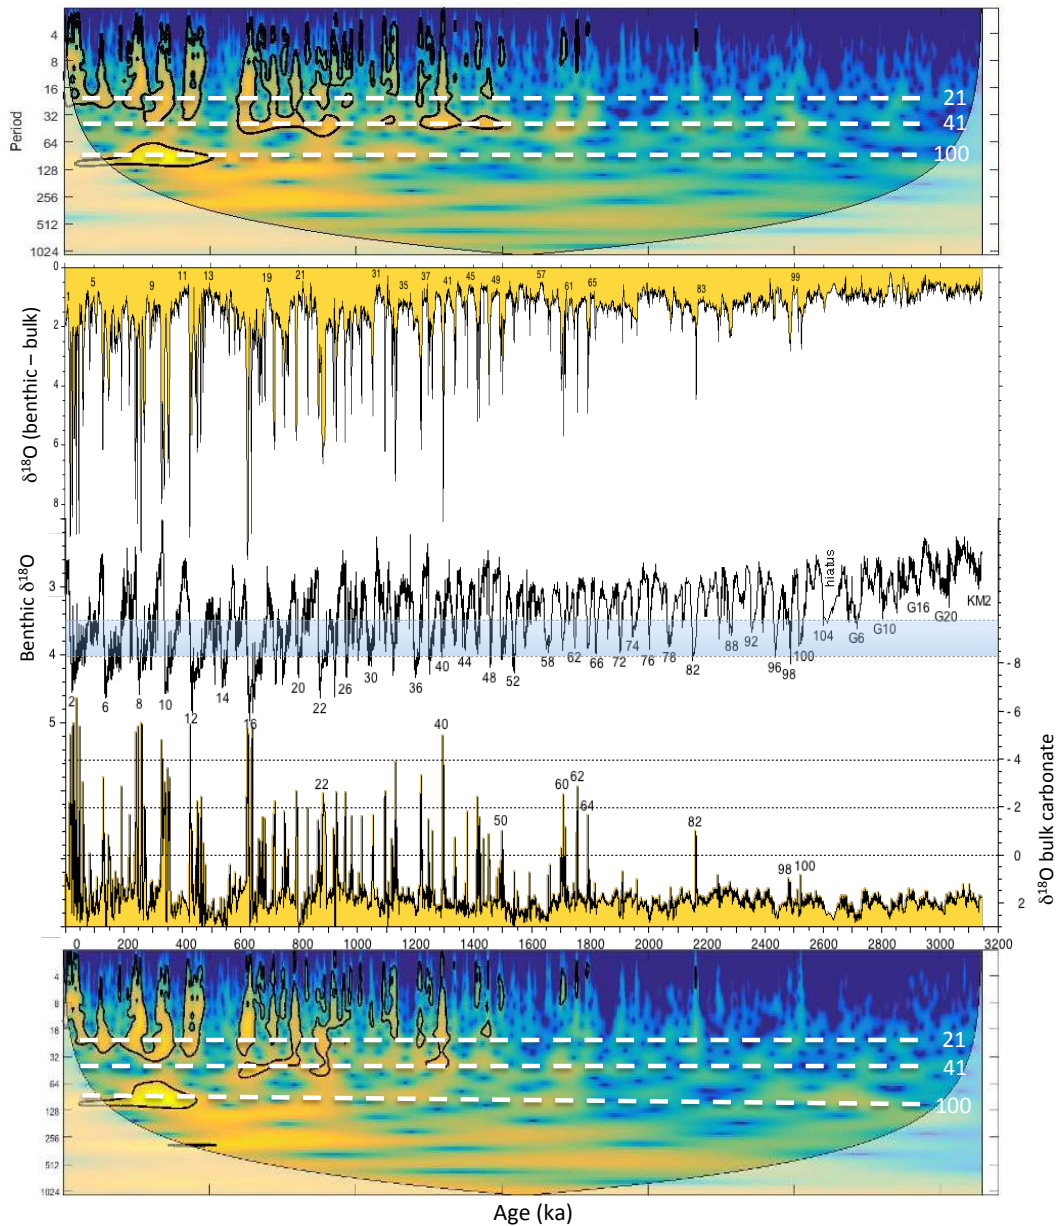 4
8
16
32
64
128
256
512
1024
Period
21
41
100
0
2
4
6
8
δ18O (benthic – bulk)
1 5 9 11 13 19 21 31 35 37 41 45 49 57 61 65 83 99
Benthic δ18O
3
4
5
hiatus
KM2
G16
G20
G10
G6
104
2 6 8 10 12 14 16 20 22 26 30 36 40 44 48 52 58 62 66 72 74 76 78 82 88 92 96 98 100
- 8
- 6
- 4
- 2
0
2
δ18O bulk carbonate
22 40 50 60 62 64 82 98 100
0 200 400 600 800 1000 1200 1400 1600 1800 2000 2200 2400 2600 2800 3000 3200
4
8
16
32
64
128
256
512
1024
21
41
100
Age (ka)